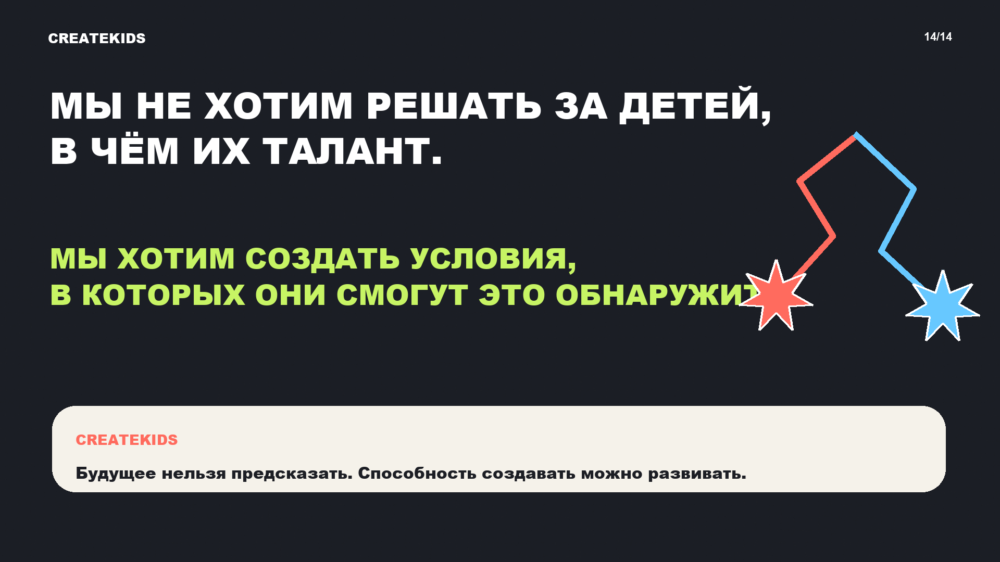 CREATEKIDS
14/14
МЫ НЕ ХОТИМ РЕШАТЬ ЗА ДЕТЕЙ,
В ЧЁМ ИХ ТАЛАНТ.
МЫ ХОТИМ СОЗДАТЬ УСЛОВИЯ,
В КОТОРЫХ ОНИ СМОГУТ ЭТО ОБНАРУЖИТ
CREATEKIDS
Будущее нельзя предсказать. Способность создавать можно развивать.